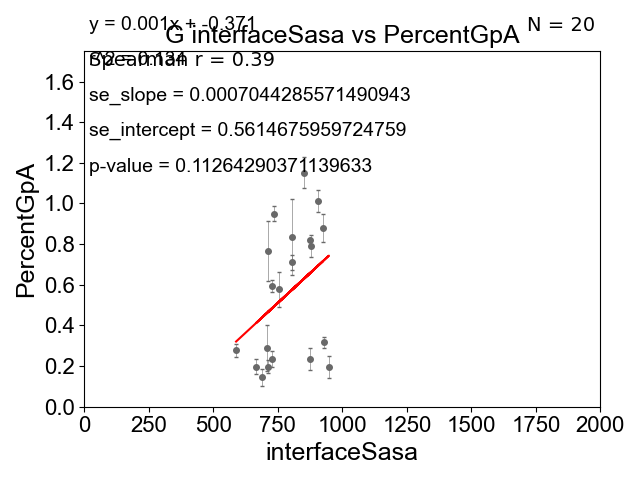 y = 0.001x + -0.371
N = 20
G interfaceSasa vs PercentGpA
Spearman r = 0.39
se_slope = 0.0007044285571490943
se_intercept = 0.5614675959724759
p-value = 0.11264290371139633
PercentGpA
1.6
1.4
1.2
1.0
0.8
0.6
0.4
0.2
0.0
0 250 500 750 1000 1250 1500 1750 2000
interfaceSasa